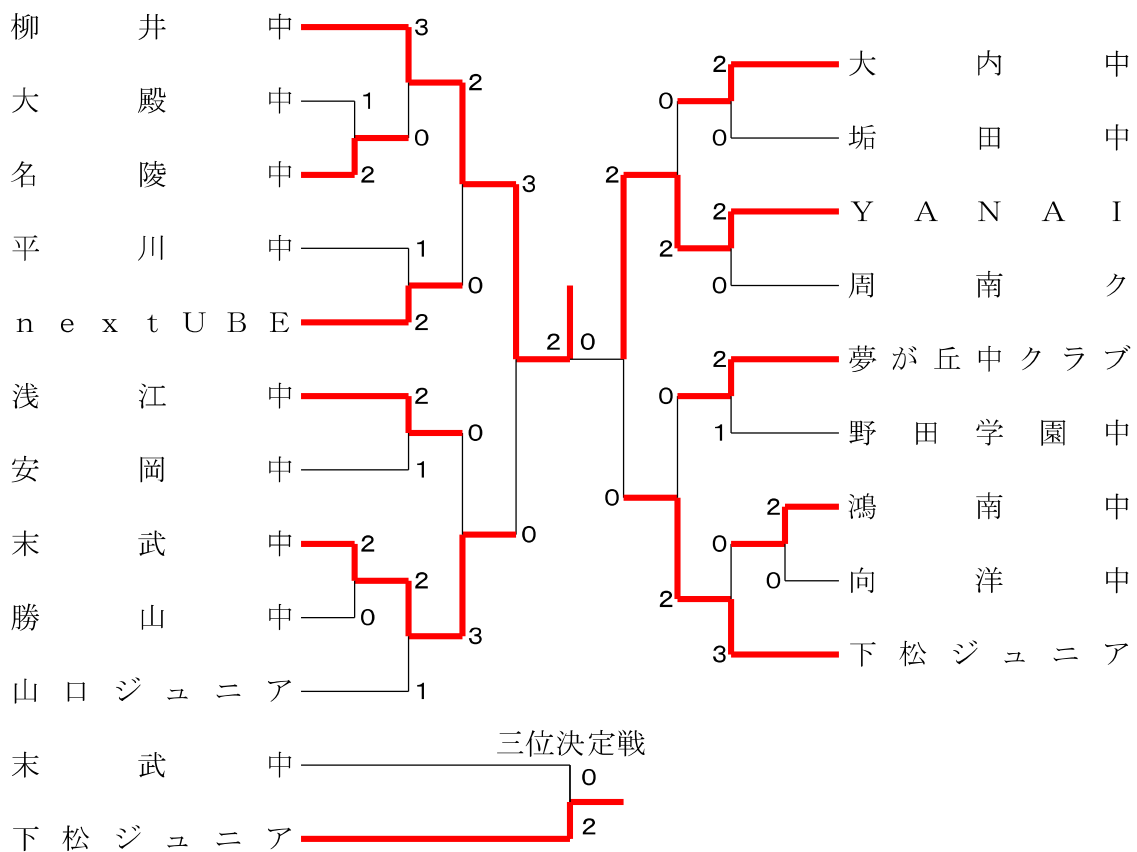 柳井中
3
大内中
2
2
大殿中
1
0
0
垢田中
0
名陵中
2
3
2
YANAI
2
平川中
1
2
0
周南ク
0
nextUBE
2
2 0
夢が丘中クラブ
2
浅江中
2
0
0
野田学園中
1
安岡中
1
0
鴻南中
2
末武中
2
0
0
向洋中
0
2
2
勝山中
0
3
下松ジュニア
3
山口ジュニア
1
三位決定戦
末武中
0
下松ジュニア
2